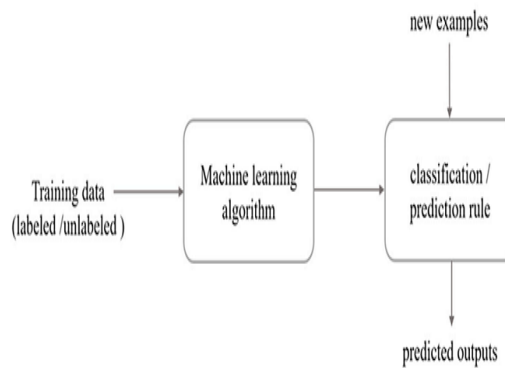 new examples
Training data
(labeled /unlabeled )
Machine learning
algorithm
classification /
prediction rule
predicted outputs